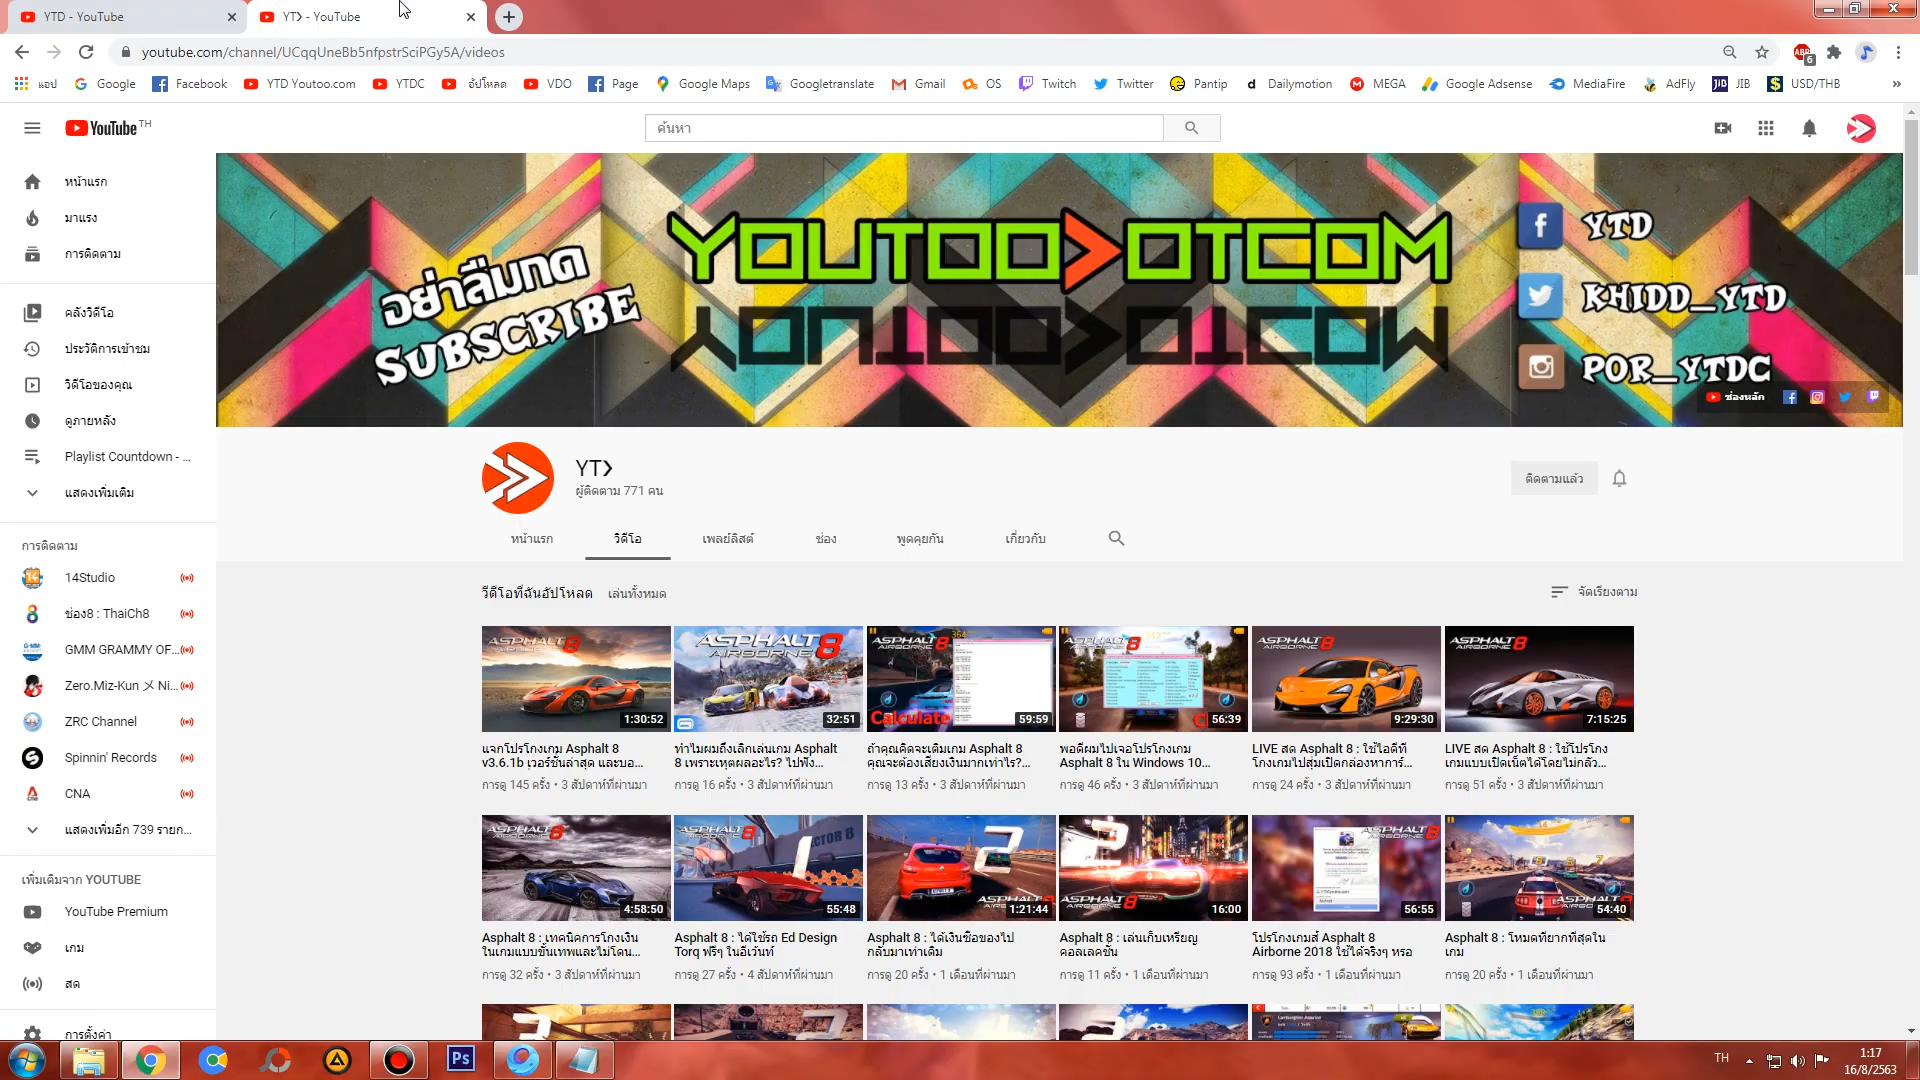 YTD - YouTube
YT❯ - YouTube
youtube.com/channel/UCqqUneBb5nfpstrSciPGy5A/videos
แอป
Google
Facebook
YTD Youtoo.com
YTDC
อัปโหลด
VDO
Page
Google Maps
Googletranslate
Gmail
OS
Twitch
Twitter
Pantip
Dailymotion
MEGA
Google Adsense
MediaFire
AdFly
JIB
USD/THB
YouTube TH
ค้นหา
หน้าแรก
มาแรง
การติดตาม
คลังวิดีโอ
ประวัติการเข้าชม
วิดีโอของคุณ
ดูภายหลัง
Playlist Countdown - ...
แสดงเพิ่มเติม
การติดตาม
14Studio
ช่อง8 : ThaiCh8
GMM GRAMMY OF...
Zero.Miz-Kun メ Ni...
ZRC Channel
Spinnin' Records
CNA
แสดงเพิ่มอีก 739 รายก...
เพิ่มเติมจาก YOUTUBE
YouTube Premium
เกม
สด
การตั้งค่า
อย่าลืมกด
SUBSCRIBE
YOUTOO>OTCOM
YTD
KHIDD_YTD
POR_YTDC
ช่องหลัก
YT❯
ผู้ติดตาม 771 คน
ติดตามแล้ว
หน้าแรก
วิดีโอ
เพลย์ลิสต์
ช่อง
พูดคุยกัน
เกี่ยวกับ
วิดีโอที่ฉันอัปโหลด
เล่นทั้งหมด
จัดเรียงตาม
ASPHALT 8
1:30:52
ASPHALT 8
AIRBORNE
32:51
ASPHALT 8
AIRBORNE
Calculate
59:59
ASPHALT 8
AIRBORNE
56:39
ASPHALT 8
AIRBORNE
9:29:30
ASPHALT 8
AIRBORNE
7:15:25
แจกโปรโกงเกม Asphalt 8
v3.6.1b เวอร์ชั่นล่าสุด และบอ...
การดู 145 ครั้ง • 3 สัปดาห์ที่ผ่านมา
ทำไมผมถึงเลิกเล่นเกม Asphalt
8 เพราะเหตุผลอะไร? ไปฟัง...
การดู 16 ครั้ง • 3 สัปดาห์ที่ผ่านมา
ถ้าคุณคิดจะเติมเกม Asphalt 8
คุณจะต้องเสี่ยงเงินมากเท่าไร?...
การดู 13 ครั้ง • 3 สัปดาห์ที่ผ่านมา
พอดีผมไปเจอโปรโกงเกม
Asphalt 8 ใน Windows 10...
การดู 46 ครั้ง • 3 สัปดาห์ที่ผ่านมา
LIVE สด Asphalt 8 : ใช้ไอดีที่
โกงเกมไปสุ่มเปิดกล่องหาการ์...
การดู 24 ครั้ง • 3 สัปดาห์ที่ผ่านมา
LIVE สด Asphalt 8 : ใช้โปรโกง
เกมแบบเปิดเน็ตได้โดยไม่กลัว...
การดู 51 ครั้ง • 3 สัปดาห์ที่ผ่านมา
ASPHALT 8
4:58:50
ASPHALT 8
AIRBORNE
SECTOR 8
55:48
ASPHALT 8
AIRBORNE
1:21:44
ASPHALT 8
AIRBORNE
16:00
ASPHALT 8
AIRBORNE
56:55
ASPHALT 8
AIRBORNE
54:40
Asphalt 8 : เทคนิคการโกงเงิน
ในเกมแบบขั้นเทพและไม่โดน...
การดู 32 ครั้ง • 3 สัปดาห์ที่ผ่านมา
Asphalt 8 : ได้ใช้รถ Ed Design
Torq ฟรีๆ ในอีเว้นท์
การดู 27 ครั้ง • 4 สัปดาห์ที่ผ่านมา
Asphalt 8 : ได้เงินซื้อของไป
กลับมาเท่าเดิม
การดู 20 ครั้ง • 1 เดือนที่ผ่านมา
Asphalt 8 : เล่นเก็บเหรียญ
คอลเลคชั่น
การดู 11 ครั้ง • 1 เดือนที่ผ่านมา
โปรโกงเกมส์ Asphalt 8
Airborne 2018 ใช้ได้จริงๆ หรอ
การดู 93 ครั้ง • 1 เดือนที่ผ่านมา
Asphalt 8 : โหมดที่ยากที่สุดใน
เกม
การดู 20 ครั้ง • 1 เดือนที่ผ่านมา
TH
1:17
16/8/2563